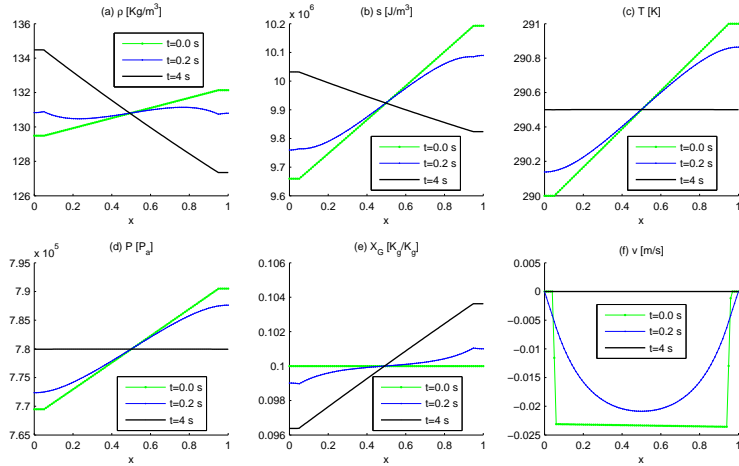 (a) ρ [Kg/m³]
136
134
132
130
128
126
0 0.2 0.4 0.6 0.8 1
x
t=0.0 s
t=0.2 s
t=4 s
(b) s [J/m³]
x 10⁶
10.2
10.1
10
9.9
9.8
9.7
9.6
0 0.2 0.4 0.6 0.8 1
x
t=0.0 s
t=0.2 s
t=4 s
(c) T [K]
291
290.8
290.6
290.4
290.2
290
0 0.2 0.4 0.6 0.8 1
x
t=0.0 s
t=0.2 s
t=4 s
(d) P [Pₐ]
x 10⁵
7.95
7.9
7.85
7.8
7.75
7.7
7.65
0 0.2 0.4 0.6 0.8 1
x
t=0.0 s
t=0.2 s
t=4 s
(e) X_G [K_g/K_g]
0.106
0.104
0.102
0.1
0.098
0.096
0 0.2 0.4 0.6 0.8 1
x
t=0.0 s
t=0.2 s
t=4 s
(f) v [m/s]
0.005
0
−0.005
−0.01
−0.015
−0.02
−0.025
0 0.2 0.4 0.6 0.8 1
x
t=0.0 s
t=0.2 s
t=4 s